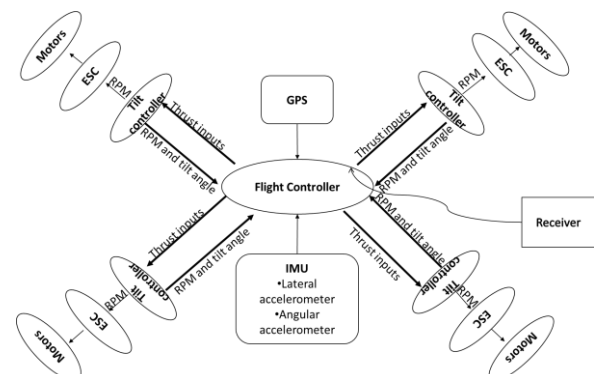 Motors
ESC
RPM
Tilt
controller
Thrust inputs
RPM and tilt angle
GPS
Motors
ESC
RPM
Tilt
controller
Thrust inputs
RPM and tilt angle
Flight Controller
Receiver
Thrust inputs
RPM and tilt angle
Tilt
controller
RPM
ESC
Motors
IMU
•Lateral
accelerometer
•Angular
accelerometer
RPM and tilt angle
Thrust inputs
Tilt
controller
RPM
ESC
Motors